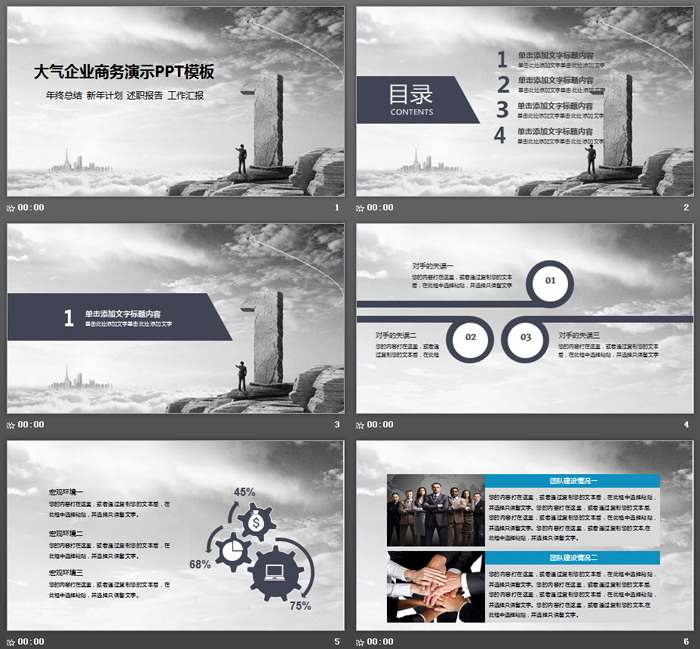 大气企业商务演示PPT模板
年终总结 新年计划 述职报告 工作汇报
00:00
1
目录
CONTENTS
1
单击添加文字标题内容
单击此处添加文字单击此处添加文字
2
单击添加文字标题内容
单击此处添加文字单击此处添加文字
3
单击添加文字标题内容
单击此处添加文字单击此处添加文字
4
单击添加文字标题内容
单击此处添加文字单击此处添加文字
00:00
2
1
单击添加文字标题内容
单击此处添加文字单击此处添加文字
00:00
3
对手的失误一
您的内容打在这里，或者通过复制您的文本
后，在此框中选择粘贴，并选择只保留文字
01
02
03
对手的失误二
您的内容打在这里，或者通
过复制您的文本后，在此框
对手的失误三
您的内容打在这里，或者通过复制您的文本
后，在此框中选择粘贴，并选择只保留文字
00:00
4
宏观环境一
您的内容打在这里，或者通过复制您的文本后，在
此框中选择粘贴，并选择只保留文字。
宏观环境二
您的内容打在这里，或者通过复制您的文本后，在
此框中选择粘贴，并选择只保留文字。
宏观环境三
您的内容打在这里，或者通过复制您的文本后，在
此框中选择粘贴，并选择只保留文字。
45%
$
68%
75%
00:00
5
团队建设情况一
您的内容打在这里，或者通过复制您的文本后，在此框中选择粘贴，
并选择只保留文字。您的内容打在这里，或者通过复制您的文本后，
在此框中选择粘贴，并选择只保留文字。您的内容打在这里，或者
通过复制您的文本后，在此框中选择粘贴，并选择只保留文字。
团队建设情况二
您的内容打在这里，或者通过复制您的文本后，在此框中选择粘贴，
并选择只保留文字。您的内容打在这里，或者通过复制您的文本后，
在此框中选择粘贴，并选择只保留文字。您的内容打在这里，或者
通过复制您的文本后，在此框中选择粘贴，并选择只保留文字。
00:00
6